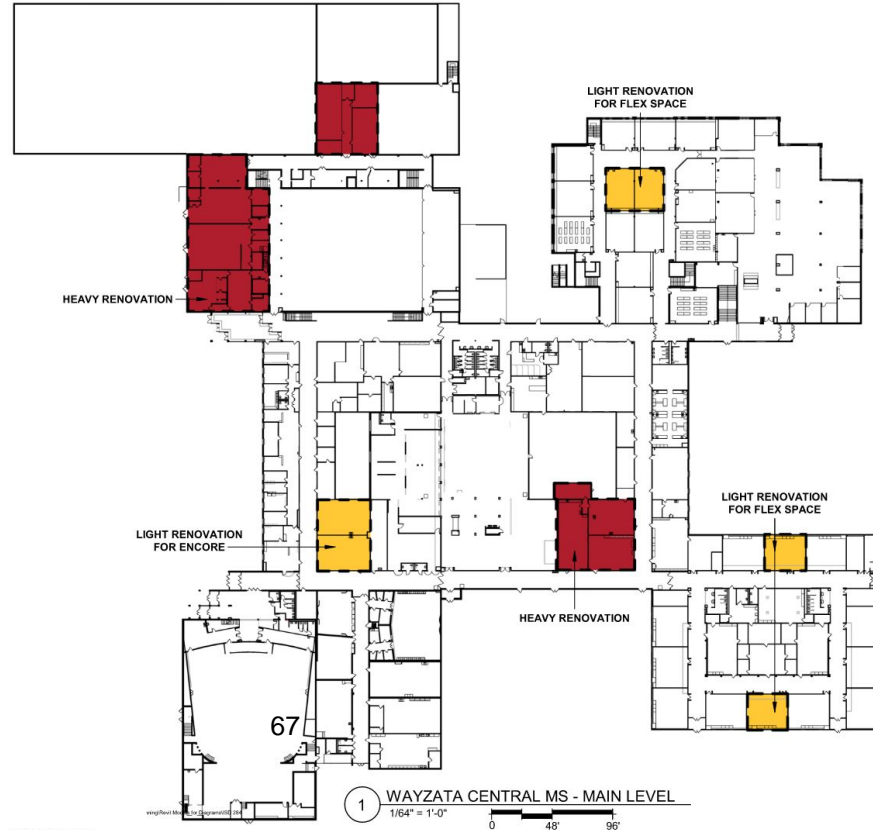 LIGHT RENOVATION
FOR FLEX SPACE
HEAVY RENOVATION
LIGHT RENOVATION
FOR FLEX SPACE
LIGHT RENOVATION
FOR ENCORE
HEAVY RENOVATION
67
1
WAYZATA CENTRAL MS - MAIN LEVEL
1/64" = 1'-0"
0 48' 96'